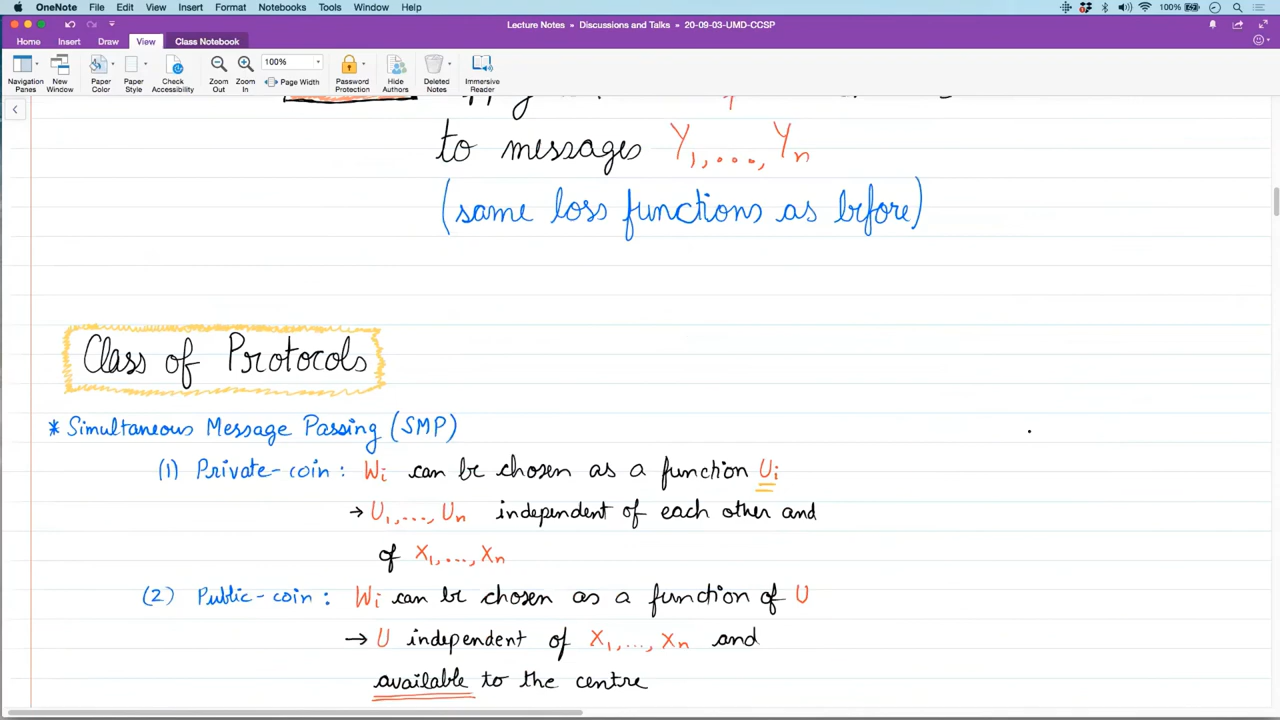 OneNote File Edit View Insert Format Notebooks Tools Window Help 100%
Lecture Notes » Discussions and Talks » 20-09-03-UMD-CCSP
Home Insert Draw View Class Notebook
Navigation Panes New Window Paper Color Paper Style Check Accessibility Zoom Out Zoom In 100% Page Width Password Protection Hide Authors Deleted Notes Immersive Reader
to messages Y1,...,Yn
(same loss functions as before)
Class of Protocols
* Simultaneous Message Passing (SMP)
(1) Private-coin : Wi can be chosen as a function Ui
→ U1,...,Un independent of each other and
of X1,...,Xn
(2) Public-coin : Wi can be chosen as a function of U
→ U independent of X1,...,Xn and
available to the centre